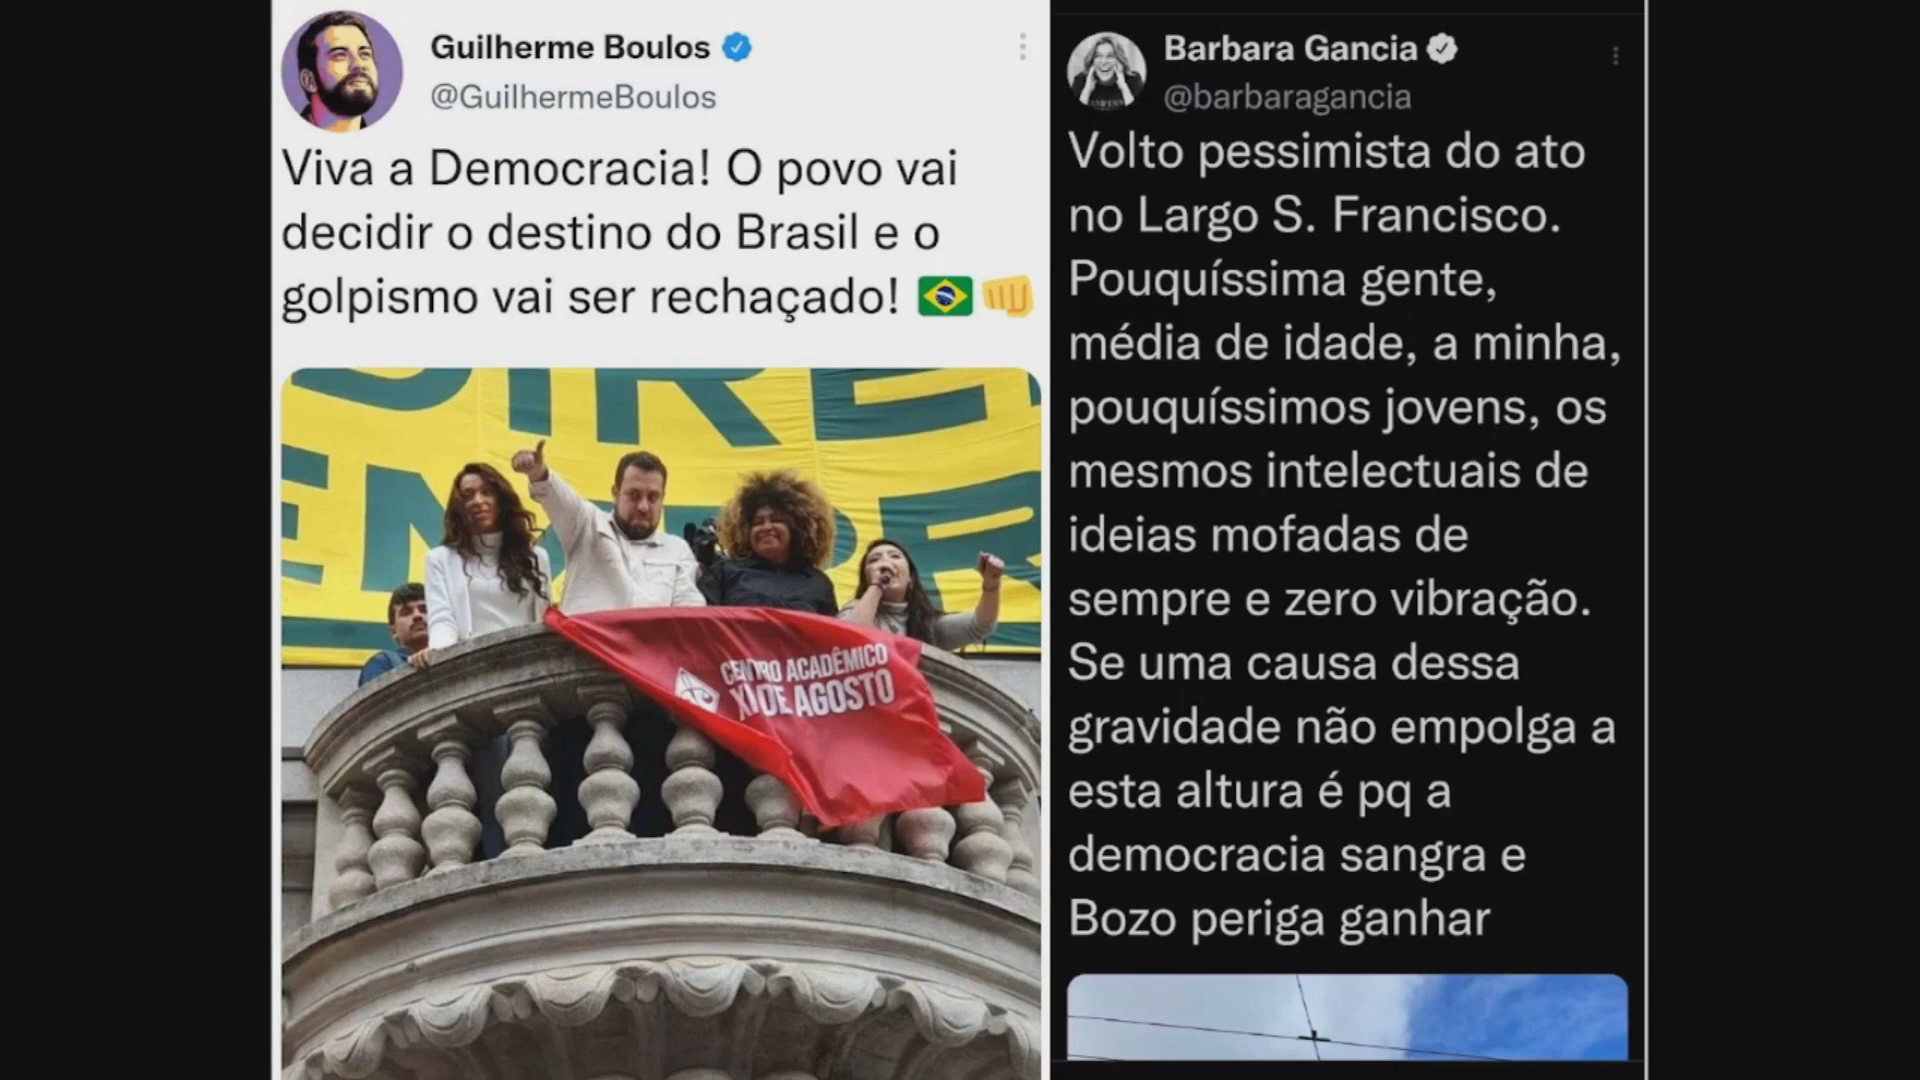 Guilherme Boulos
@GuilhermeBoulos
Viva a Democracia! O povo vai
decidir o destino do Brasil e o
golpismo vai ser rechaçado! 🇧🇷👊
CENTRO ACADÊMICO
XI DE AGOSTO
Barbara Gancia
@barbaragancia
Volto pessimista do ato
no Largo S. Francisco.
Pouquíssima gente,
média de idade, a minha,
pouquíssimos jovens, os
mesmos intelectuais de
ideias mofadas de
sempre e zero vibração.
Se uma causa dessa
gravidade não empolga a
esta altura é pq a
democracia sangra e
Bozo periga ganhar